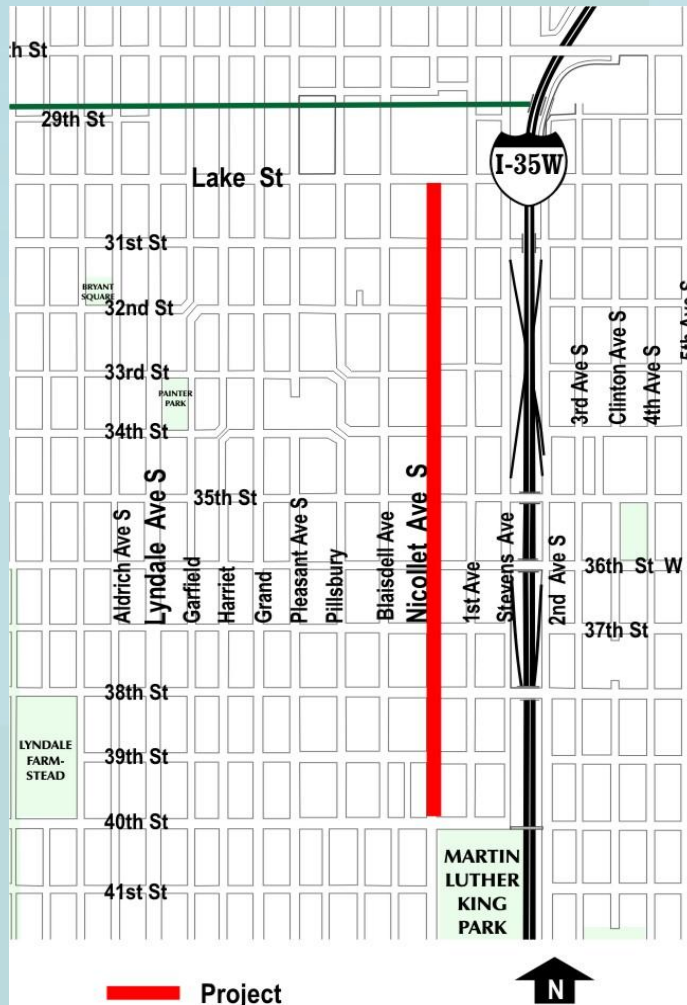 th St
29th St
Lake St
I-35W
31st St
BRYANT
SQUARE
32nd St
33rd St
PAINTER
PARK
34th St
35th St
Aldrich Ave S
Lyndale Ave S
Garfield
Harriet
Grand
Pleasant Ave S
Pillsbury
Blaisdell Ave
Nicollet Ave S
1st Ave
Stevens Ave
2nd Ave S
3rd Ave S
Clinton Ave S
4th Ave S
5th Ave S
36th St W
37th St
38th St
39th St
LYNDALE
FARM-
STEAD
40th St
41st St
MARTIN
LUTHER
KING
PARK
Project
N